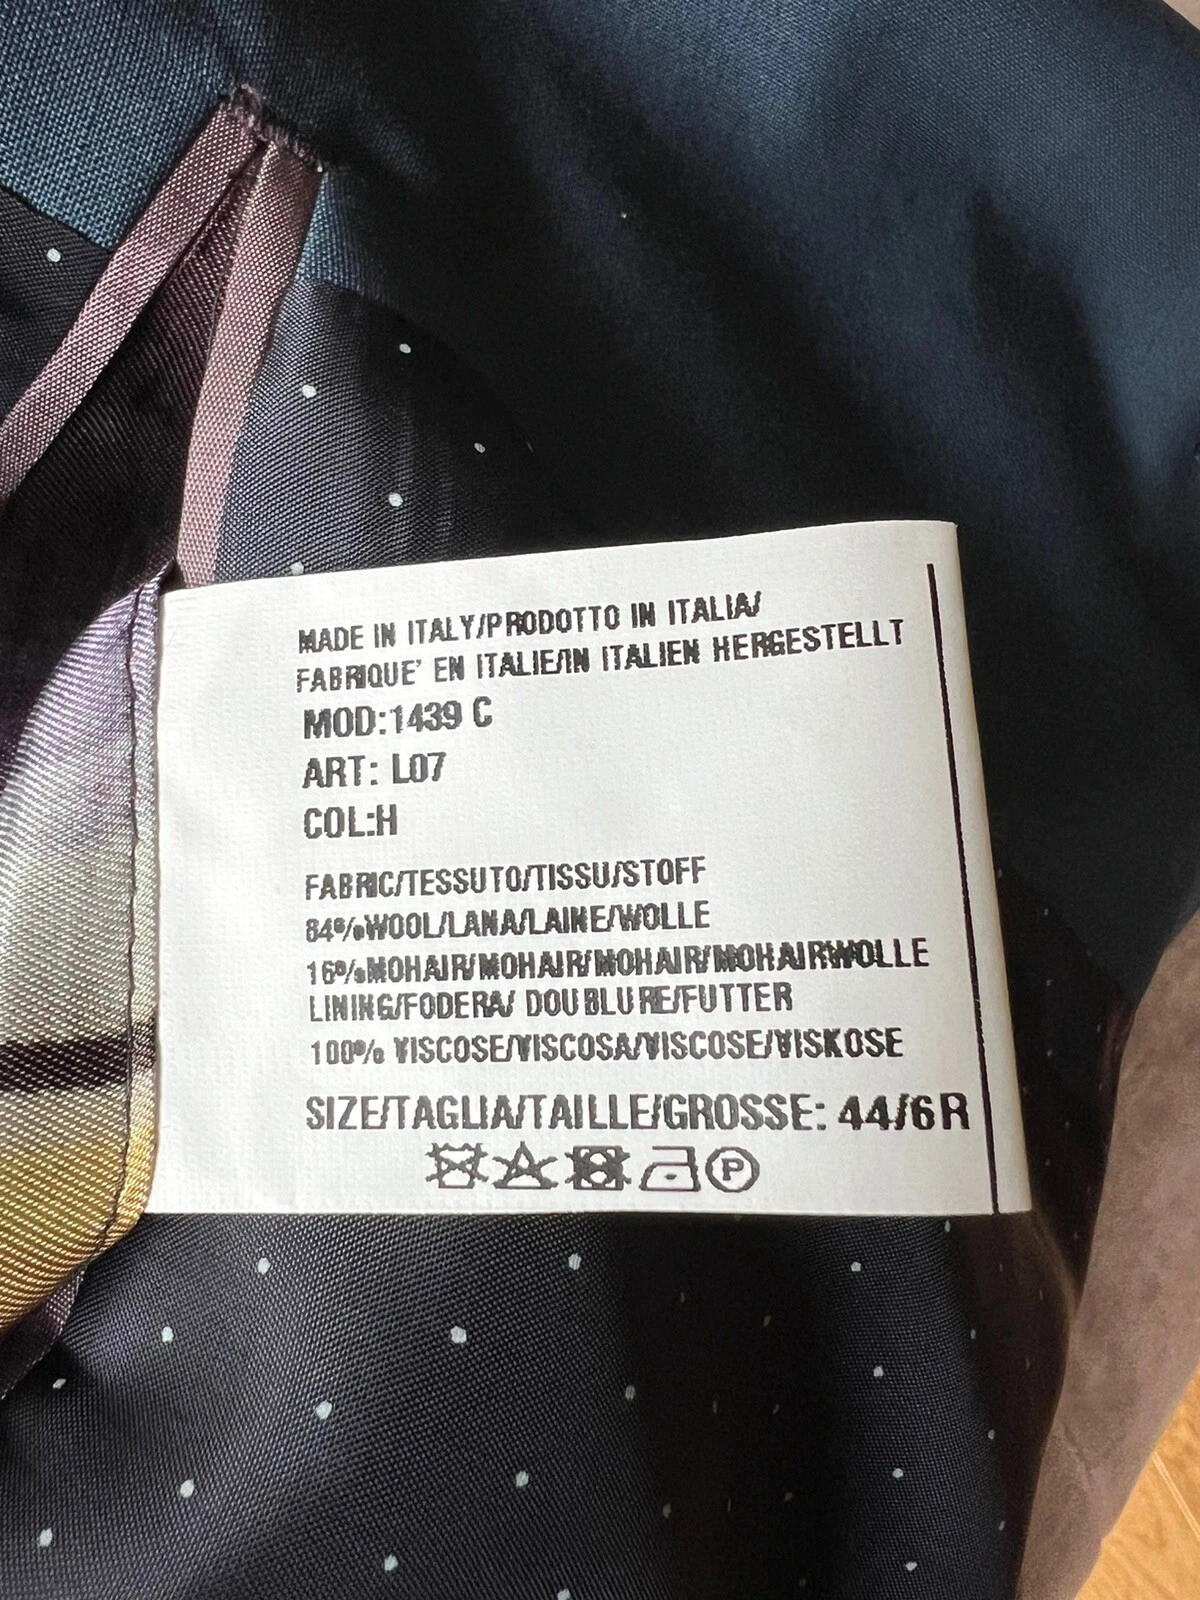 MADE IN ITALY/PRODOTTO IN ITALIA/
FABRIQUE' EN ITALIE/IN ITALIEN HERGESTELLT
MOD:1439 C
ART: L07
COL:H
FABRIC/TESSUTO/TISSU/STOFF
84%WOOL/LANA/LAINE/WOLLE
16%MOHAIR/MOHAIR/MOHAIR/MOHAIRWOLLE
LINING/FODERA/ DOUBLURE/FUTTER
100% VISCOSE/VISCOSA/VISCOSE/VISKOSE
SIZE/TAGLIA/TAILLE/GROSSE: 44/6R
P